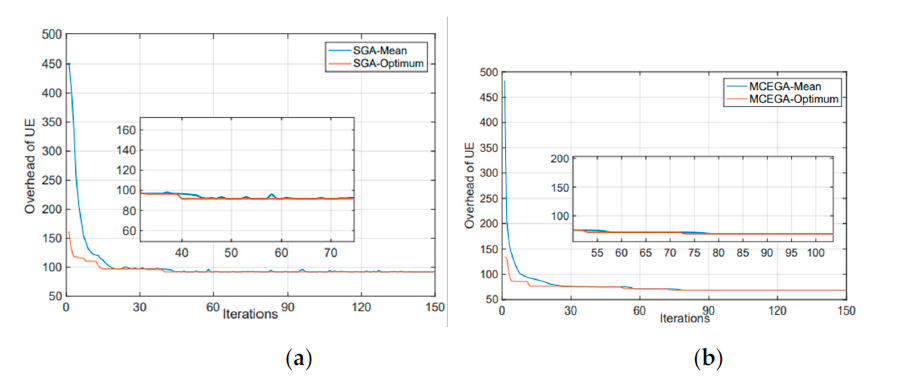 500
450
400
350
300
250
200
150
100
50
Overhead of UE
SGA-Mean
SGA-Optimum
160
140
120
100
80
60
40 50 60 70
0 30 60 90 120 150
Iterations
(a)
500
450
400
350
300
250
200
150
100
50
Overhead of UE
MCEGA-Mean
MCEGA-Optimum
200
150
100
55 60 65 70 75 80 85 90 95 100
0 30 60 90 120 150
Iterations
(b)